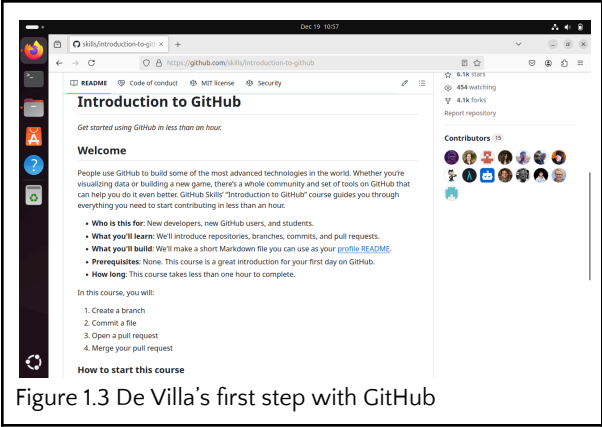 Dec 19 10:57
skills/introduction-to-gith
https://github.com/skills/introduction-to-github
README
Code of conduct
MIT license
Security
Introduction to GitHub
Get started using GitHub in less than an hour.
Welcome
People use GitHub to build some of the most advanced technologies in the world. Whether you're
visualizing data or building a new game, there's a whole community and set of tools on GitHub that
can help you do it even better. GitHub Skills' "Introduction to GitHub" course guides you through
everything you need to start contributing in less than an hour.
• Who is this for: New developers, new GitHub users, and students.
• What you'll learn: We'll introduce repositories, branches, commits, and pull requests.
• What you'll build: We'll make a short Markdown file you can use as your profile README.
• Prerequisites: None. This course is a great introduction for your first day on GitHub.
• How long: This course takes less than one hour to complete.
In this course, you will:
1. Create a branch
2. Commit a file
3. Open a pull request
4. Merge your pull request
How to start this course
6.1k stars
454 watching
4.1k forks
Report repository
Contributors 15
Figure 1.3 De Villa's first step with GitHub